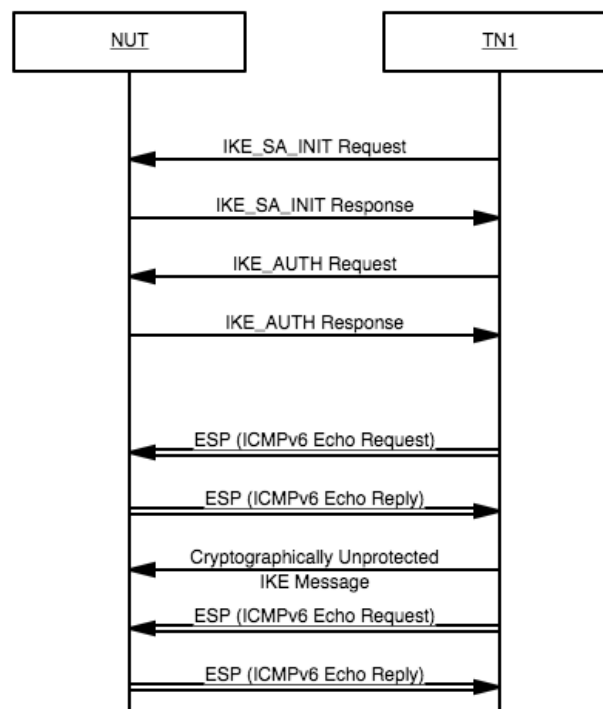 NUT
TN1
IKE_SA_INIT Request
IKE_SA_INIT Response
IKE_AUTH Request
IKE_AUTH Response
ESP (ICMPv6 Echo Request)
ESP (ICMPv6 Echo Reply)
Cryptographically Unprotected
IKE Message
ESP (ICMPv6 Echo Request)
ESP (ICMPv6 Echo Reply)